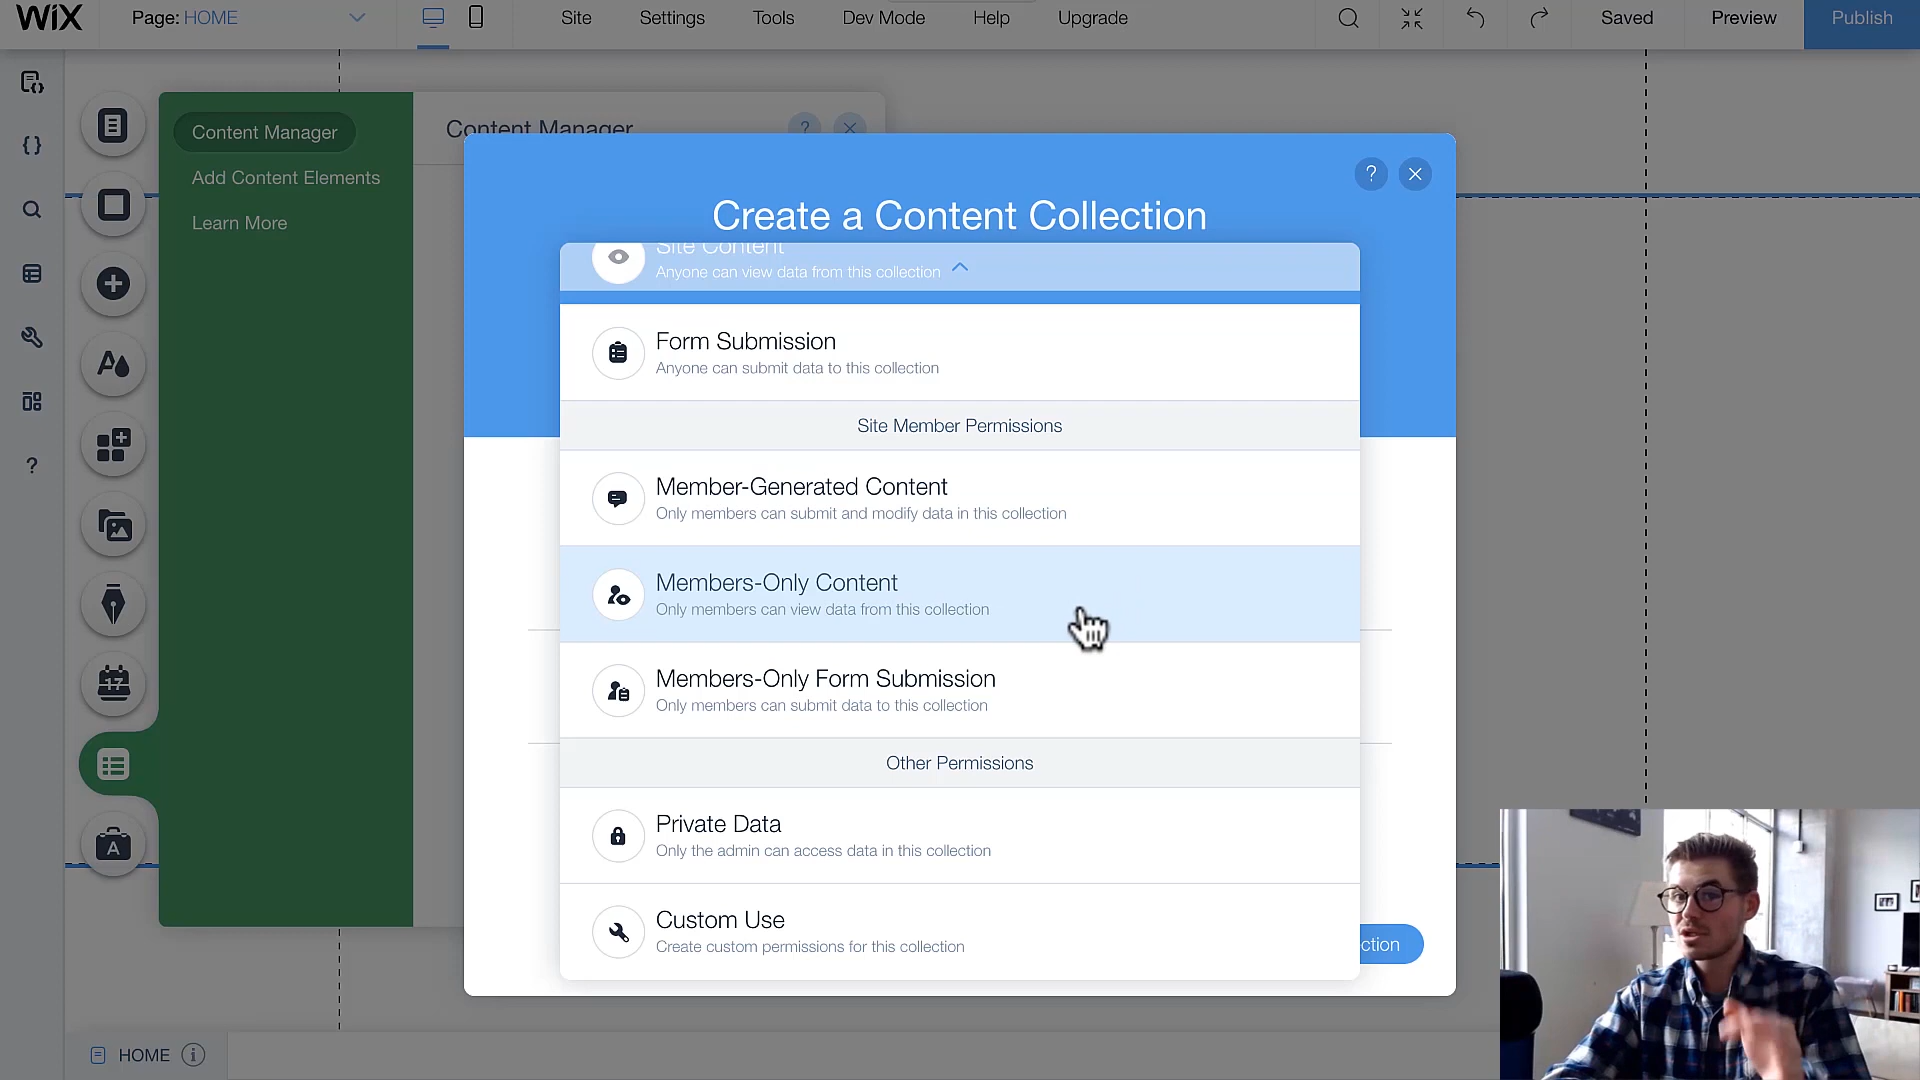 WiX
Page: HOME
Site
Settings
Tools
Dev Mode
Help
Upgrade
Saved
Preview
Publish
Content Manager
Add Content Elements
Learn More
Content Manager
?
?
Create a Content Collection
Site Content
Anyone can view data from this collection
Form Submission
Anyone can submit data to this collection
Site Member Permissions
Member-Generated Content
Only members can submit and modify data in this collection
Members-Only Content
Only members can view data from this collection
Members-Only Form Submission
Only members can submit data to this collection
Other Permissions
Private Data
Only the admin can access data in this collection
Custom Use
Create custom permissions for this collection
ction
{}
?
A
17
A
HOME
i